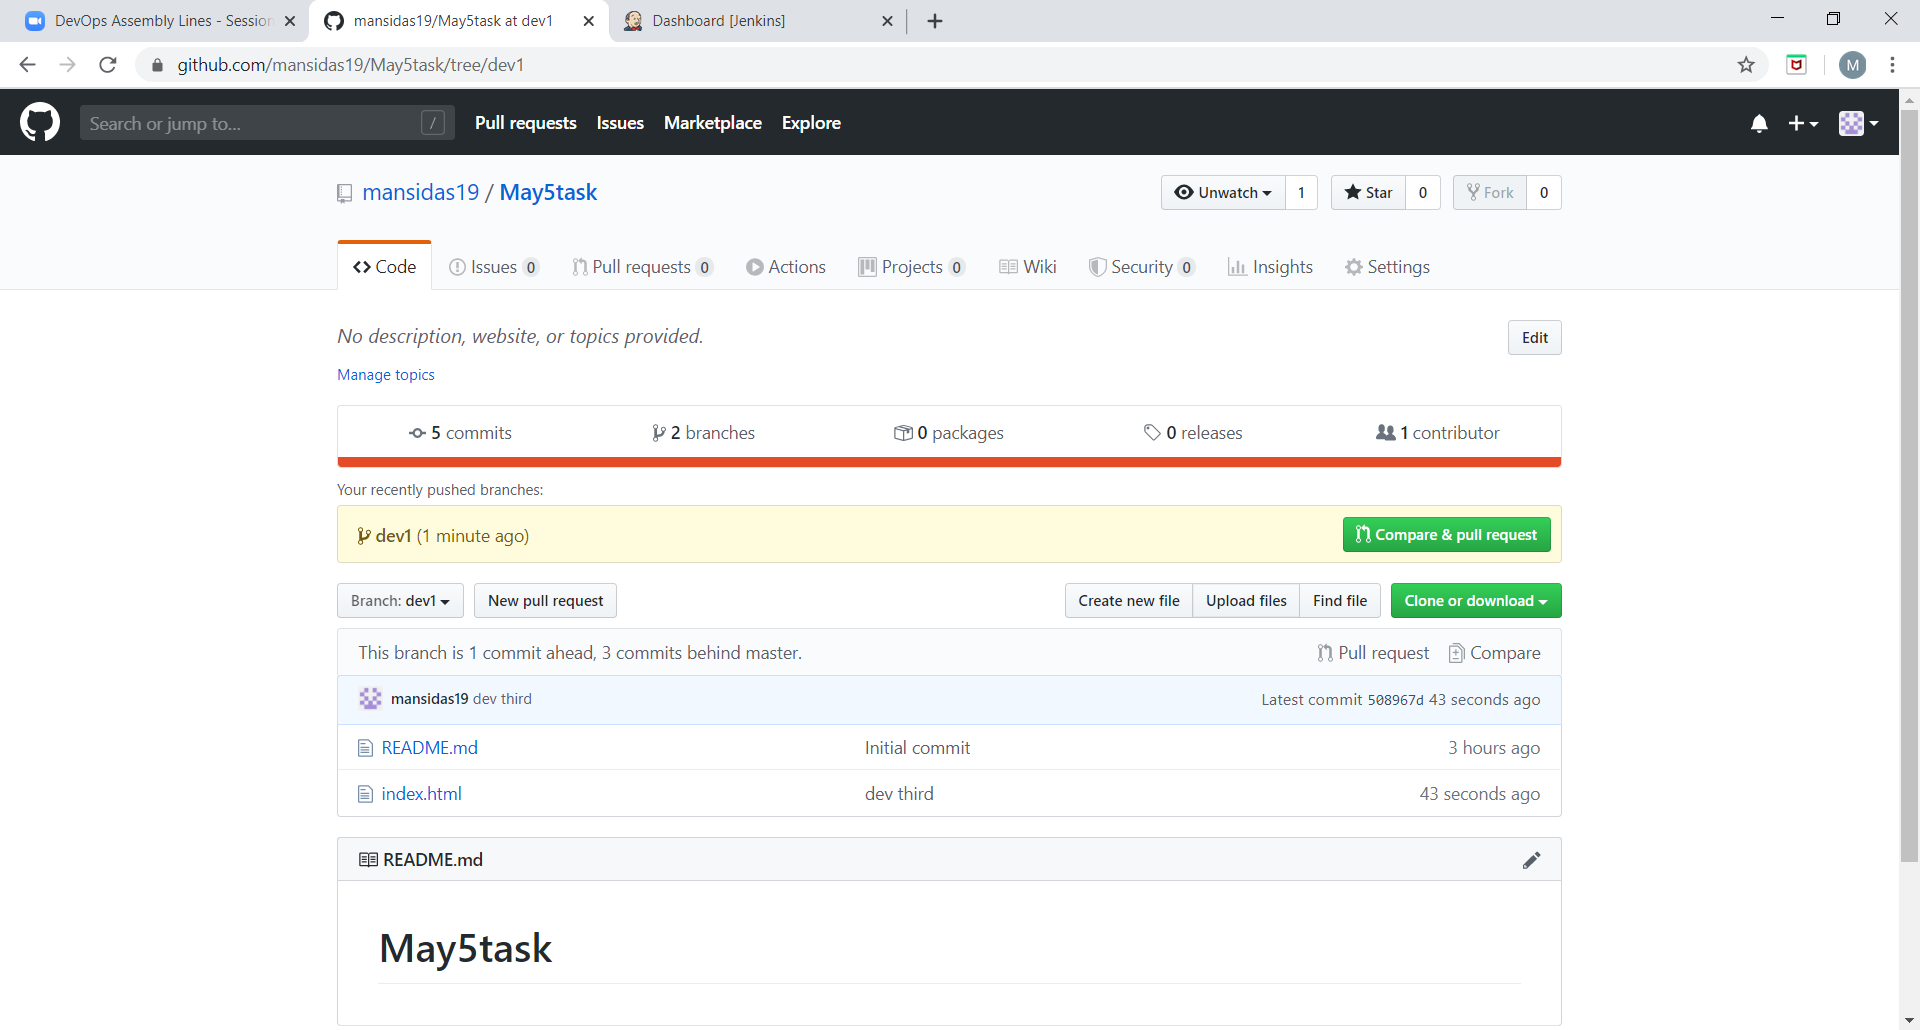 DevOps Assembly Lines - Session
mansidas19/May5task at dev1
Dashboard [Jenkins]
github.com/mansidas19/May5task/tree/dev1
M
Search or jump to...
/
Pull requests Issues Marketplace Explore
mansidas19 / May5task
Unwatch 1 Star 0 Fork 0
Code Issues 0 Pull requests 0 Actions Projects 0 Wiki Security 0 Insights Settings
No description, website, or topics provided.
Edit
Manage topics
5 commits 2 branches 0 packages 0 releases 1 contributor
Your recently pushed branches:
dev1 (1 minute ago)
Compare & pull request
Branch: dev1 New pull request Create new file Upload files Find file Clone or download
This branch is 1 commit ahead, 3 commits behind master. Pull request Compare
mansidas19 dev third Latest commit 508967d 43 seconds ago
README.md Initial commit 3 hours ago
index.html dev third 43 seconds ago
README.md
May5task